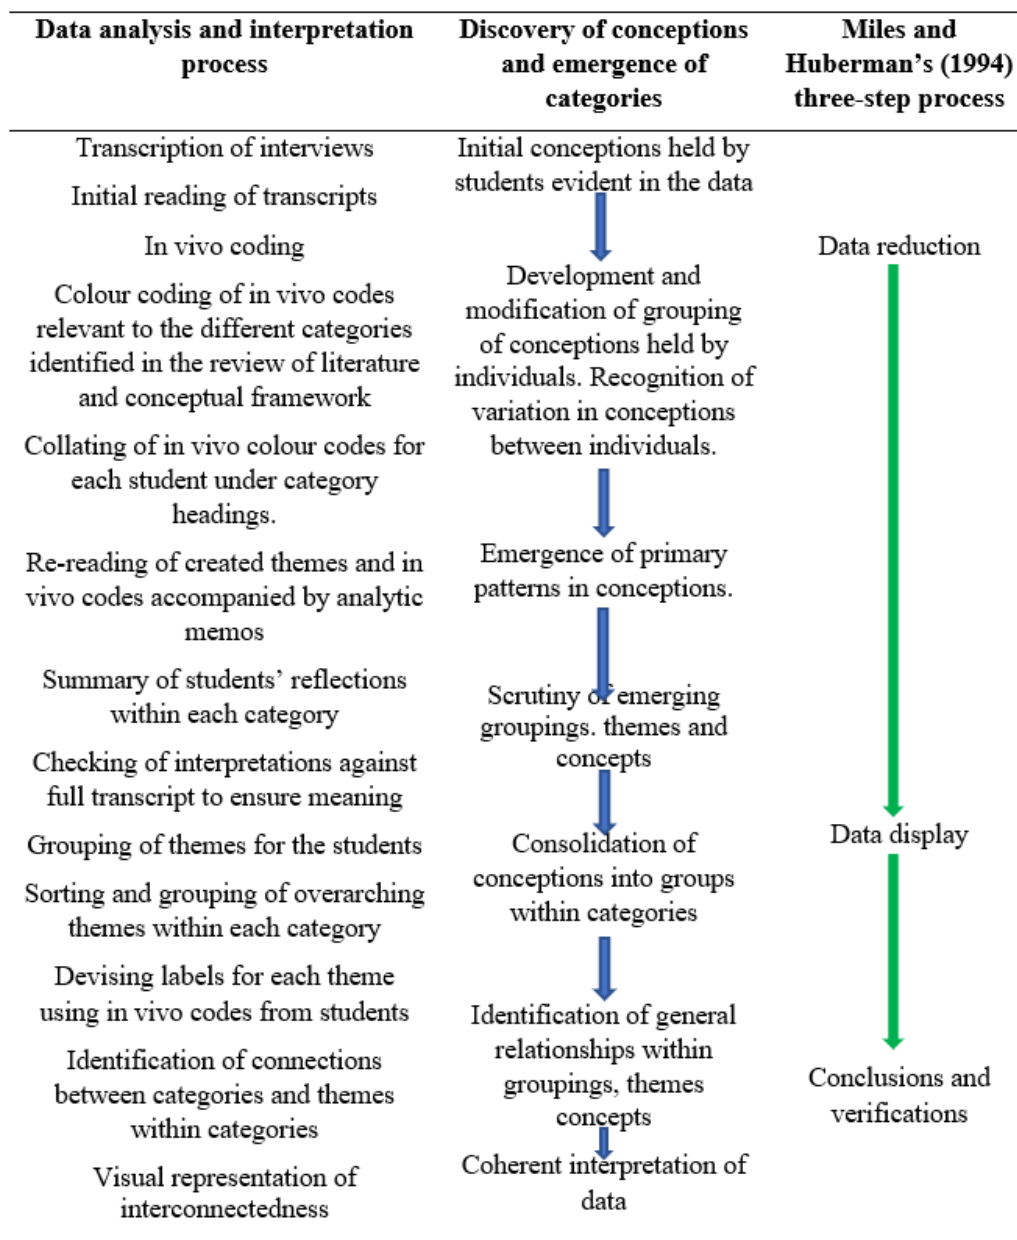 Data analysis and interpretation
process
Discovery of conceptions
and emergence of
categories
Miles and
Huberman's (1994)
three-step process
Transcription of interviews
Initial reading of transcripts
In vivo coding
Colour coding of in vivo codes
relevant to the different categories
identified in the review of literature
and conceptual framework
Collating of in vivo colour codes for
each student under category
headings.
Re-reading of created themes and in
vivo codes accompanied by analytic
memos
Summary of students' reflections
within each category
Checking of interpretations against
full transcript to ensure meaning
Grouping of themes for the students
Sorting and grouping of overarching
themes within each category
Devising labels for each theme
using in vivo codes from students
Identification of connections
between categories and themes
within categories
Visual representation of
interconnectedness
Initial conceptions held by
students evident in the data
Development and
modification of grouping
of conceptions held by
individuals. Recognition of
variation in conceptions
between individuals.
Emergence of primary
patterns in conceptions.
Scrutiny of emerging
groupings. themes and
concepts
Consolidation of
conceptions into groups
within categories
Identification of general
relationships within
groupings, themes
concepts
Coherent interpretation of
data
Data reduction
Data display
Conclusions and
verifications